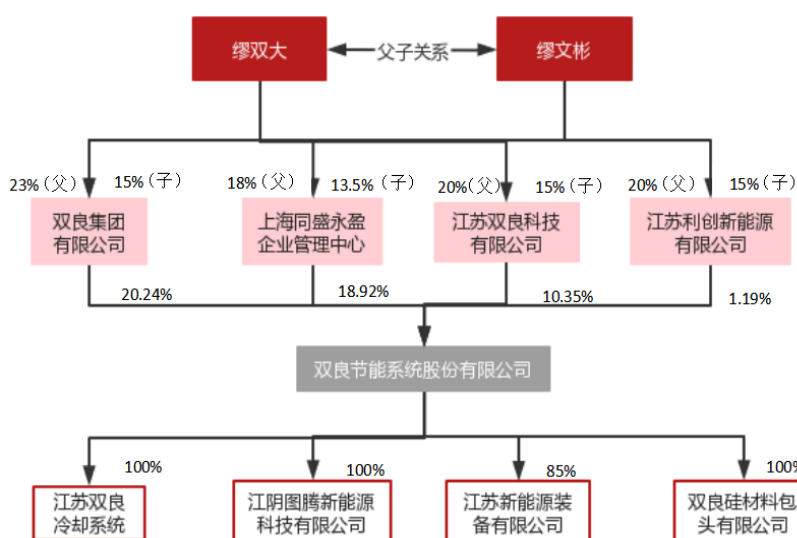 缪双大
父子关系
缪文彬
23%(父)
15%(子)
18%(父)
13.5%(子)
20%(父)
15%(子)
20%(父)
15%(子)
双良集团
有限公司
上海同盛永盈
企业管理中心
江苏双良科技
有限公司
江苏利创新能源
有限公司
20.24%
18.92%
10.35%
1.19%
双良节能系统股份有限公司
100%
100%
85%
100%
江苏双良
冷却系统
江阴图腾新能源
科技有限公司
江苏新能源装
备有限公司
双良硅材料包
头有限公司